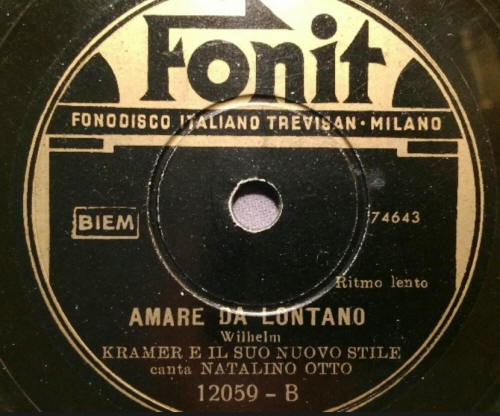 Fonit
FONODISCO ITALIANO TREVISAN · MILANO
BIEM
74643
Ritmo lento
AMARE DA LONTANO
Wilhelm
KRAMER E IL SUO NUOVO STILE
canta NATALINO OTTO
12059 - B